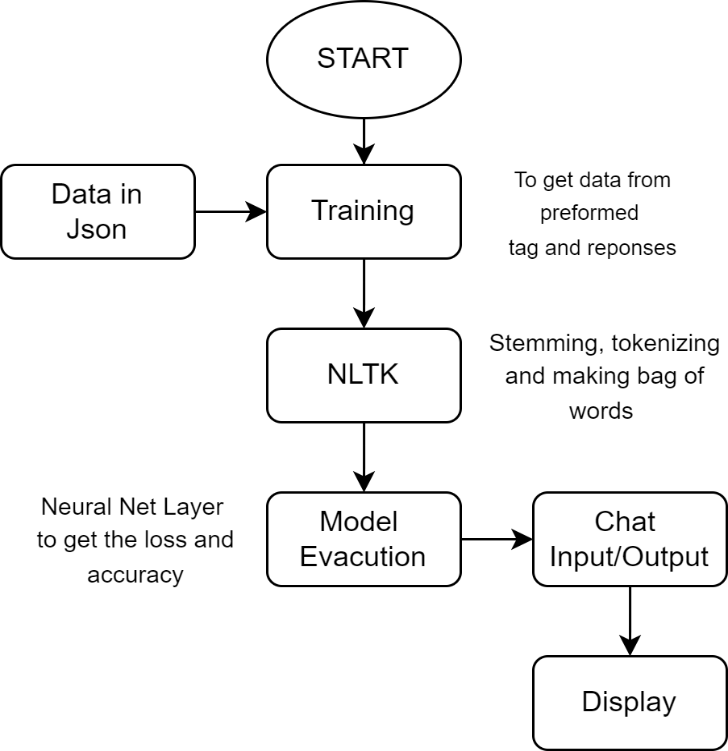 START
Data in
Json
Training
To get data from
preformed
tag and reponses
NLTK
Stemming, tokenizing
and making bag of
words
Neural Net Layer
to get the loss and
accuracy
Model
Evacution
Chat
Input/Output
Display